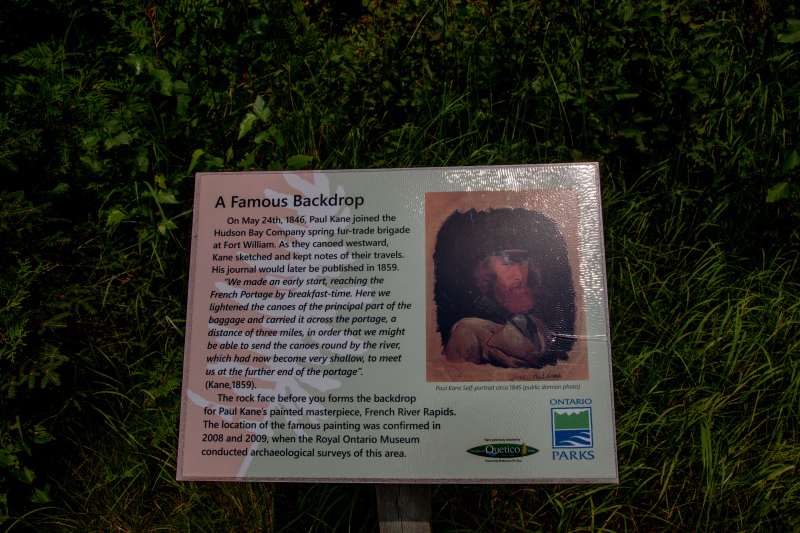 A Famous Backdrop
On May 24th, 1846, Paul Kane joined the
Hudson Bay Company spring fur-trade brigade
at Fort William. As they canoed westward,
Kane sketched and kept notes of their travels.
His journal would later be published in 1859.
"We made an early start, reaching the
French Portage by breakfast-time. Here we
lightened the canoes of the principal part of the
baggage and carried it across the portage, a
distance of three miles, in order that we might
be able to send the canoes round by the river,
which had now become very shallow, to meet
us at the further end of the portage".
(Kane,1859).
The rock face before you forms the backdrop
for Paul Kane's painted masterpiece, French River Rapids.
The location of the famous painting was confirmed in
2008 and 2009, when the Royal Ontario Museum
conducted archaeological surveys of this area.
Paul Kane Self-portrait circa 1845 (public domain photo)
Quetico
ONTARIO
PARKS